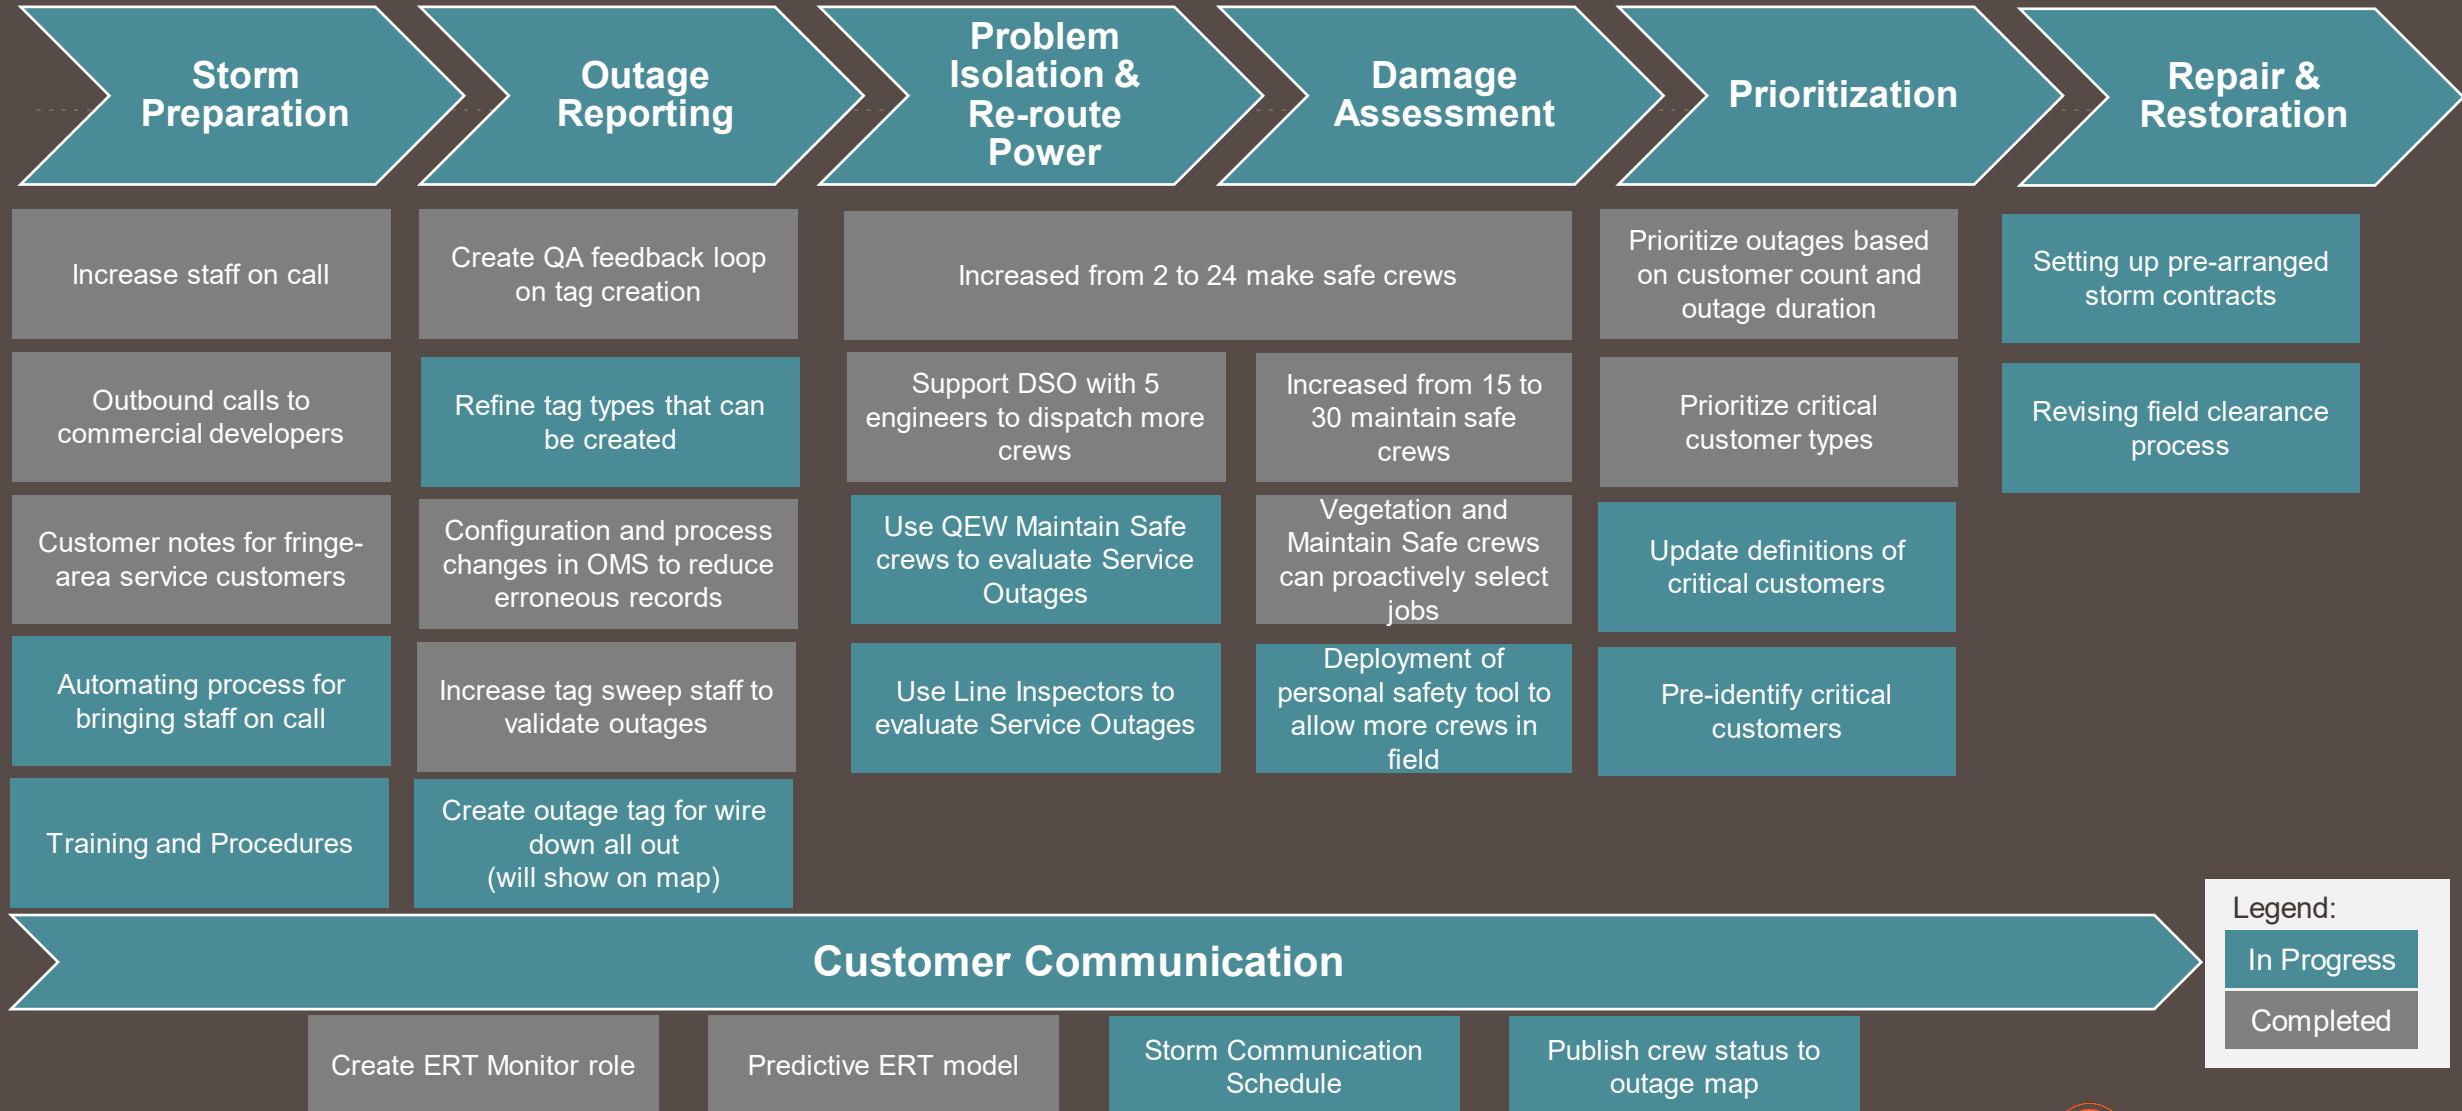 Storm
Preparation
Outage
Reporting
Problem
Isolation &
Re-route
Power
Damage
Assessment
Prioritization
Repair &
Restoration
Increase staff on call
Outbound calls to
commercial developers
Customer notes for fringe-
area service customers
Automating process for
bringing staff on call
Training and Procedures
Create QA feedback loop
on tag creation
Refine tag types that can
be created
Configuration and process
changes in OMS to reduce
erroneous records
Increase tag sweep staff to
validate outages
Create outage tag for wire
down all out
(will show on map)
Increased from 2 to 24 make safe crews
Support DSO with 5
engineers to dispatch more
crews
Use QEW Maintain Safe
crews to evaluate Service
Outages
Use Line Inspectors to
evaluate Service Outages
Increased from 15 to
30 maintain safe
crews
Vegetation and
Maintain Safe crews
can proactively select
jobs
Deployment of
personal safety tool to
allow more crews in
field
Prioritize outages based
on customer count and
outage duration
Prioritize critical
customer types
Update definitions of
critical customers
Pre-identify critical
customers
Setting up pre-arranged
storm contracts
Revising field clearance
process
Customer Communication
Create ERT Monitor role
Predictive ERT model
Storm Communication
Schedule
Publish crew status to
outage map
Legend:
In Progress
Completed